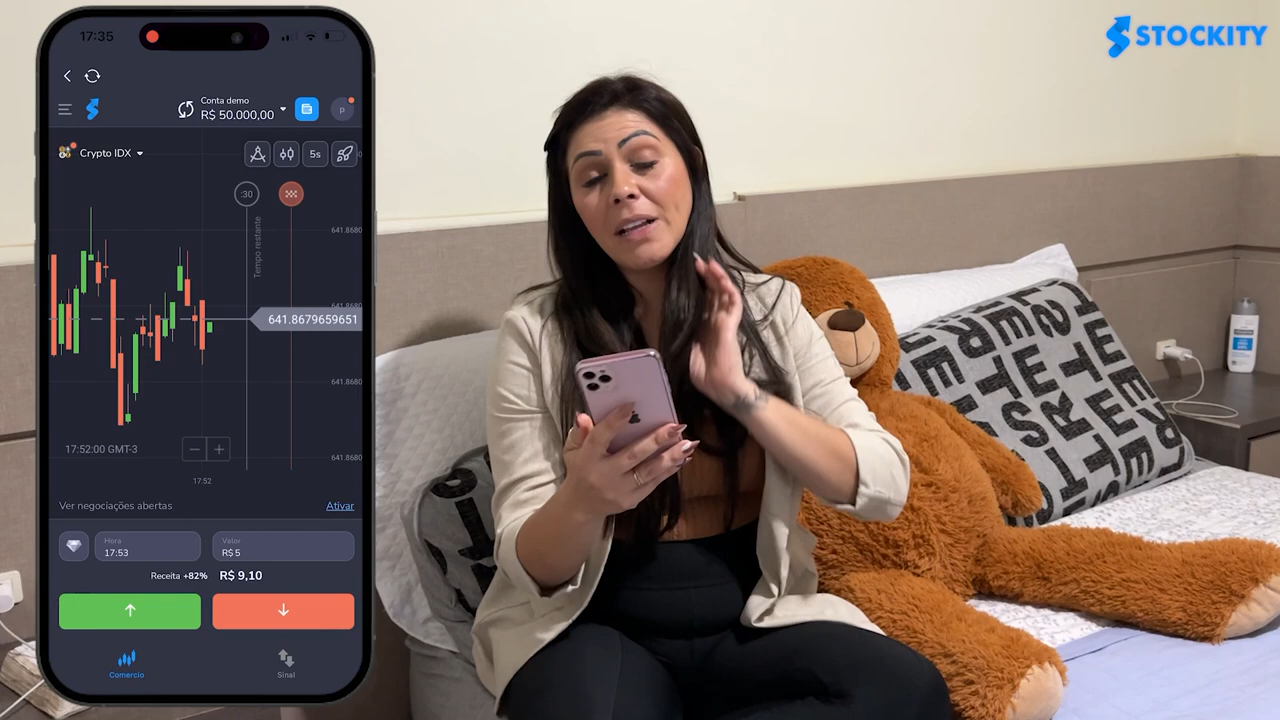 17:35
STOCKITY
Conta demo
R$ 50.000,00
P
Crypto IDX
5s
:30
Tempo restante
641.8680
641.8680
641.8679659651
641.8680
17:52:00 GMT-3
641.8680
17:52
Ver negociações abertas
Ativar
Hora
17:53
Valor
R$5
Receita +82%
R$ 9,10
Comercio
Sinal